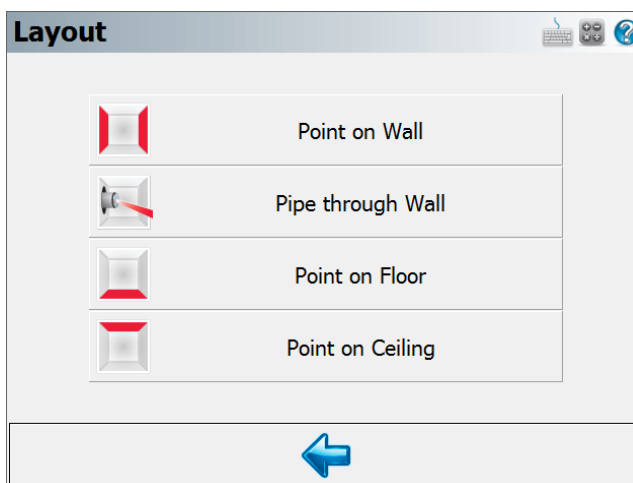 Layout
Point on Wall
Pipe through Wall
Point on Floor
Point on Ceiling